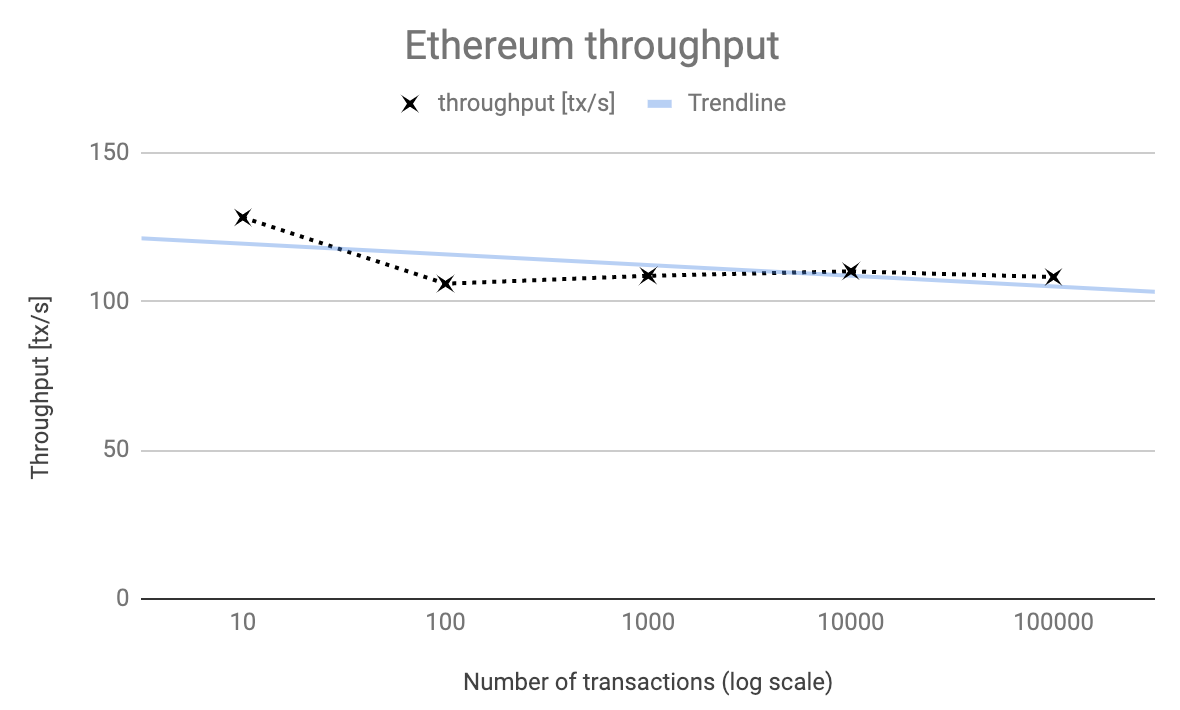 Ethereum throughput
throughput [tx/s] Trendline
150
100
50
0
Throughput [tx/s]
10 100 1000 10000 100000
Number of transactions (log scale)